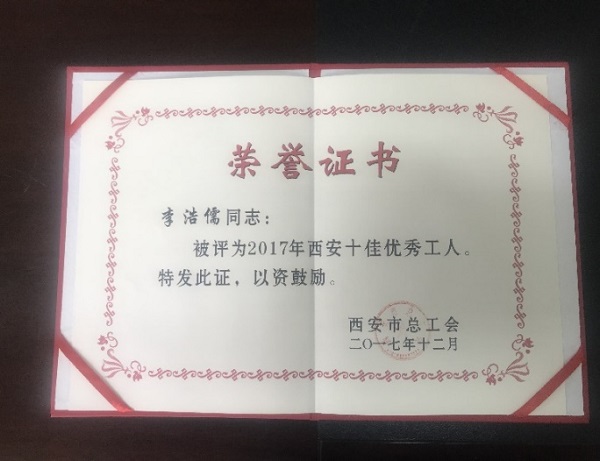 荣誉证书
李浩儒同志：
被评为2017年西安十佳优秀工人。
特发此证，以资鼓励。
西安市总工会
二〇一七年十二月